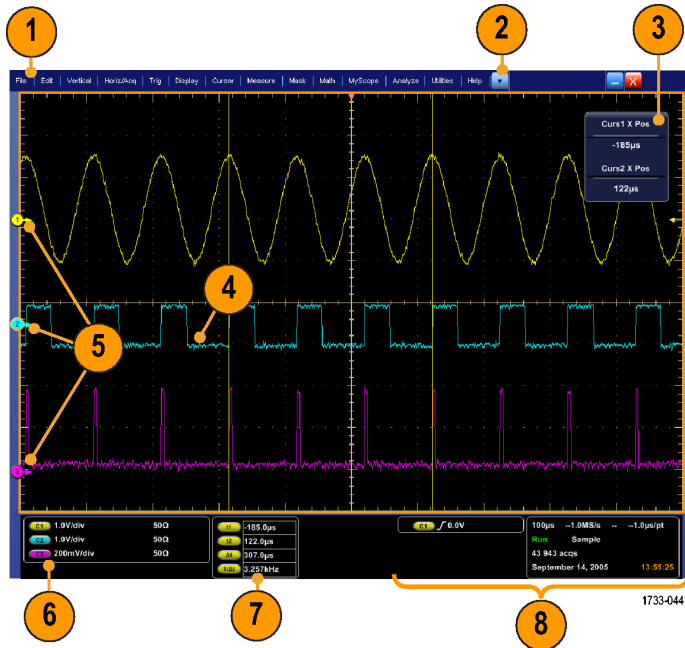 1
2
3
File Edit Vertical Horiz/Acq Trig Display Cursor Measure Mask Math MyScope Analyze Utilities Help
X
Curs1 X Pos
-185µs
Curs2 X Pos
122µs
1
4
2
5
3
C1 1.0V/div 50Ω
C2 1.0V/div 50Ω
C3 200mV/div 50Ω
t1 -185.0µs
t2 122.0µs
Δt 307.0µs
1/Δt 3.257kHz
C1 0.0V
100µs --1.0MS/s -- --1.0µs/pt
Run Sample
43 943 acqs
September 14, 2005 13:55:25
6
7
8
1733-044